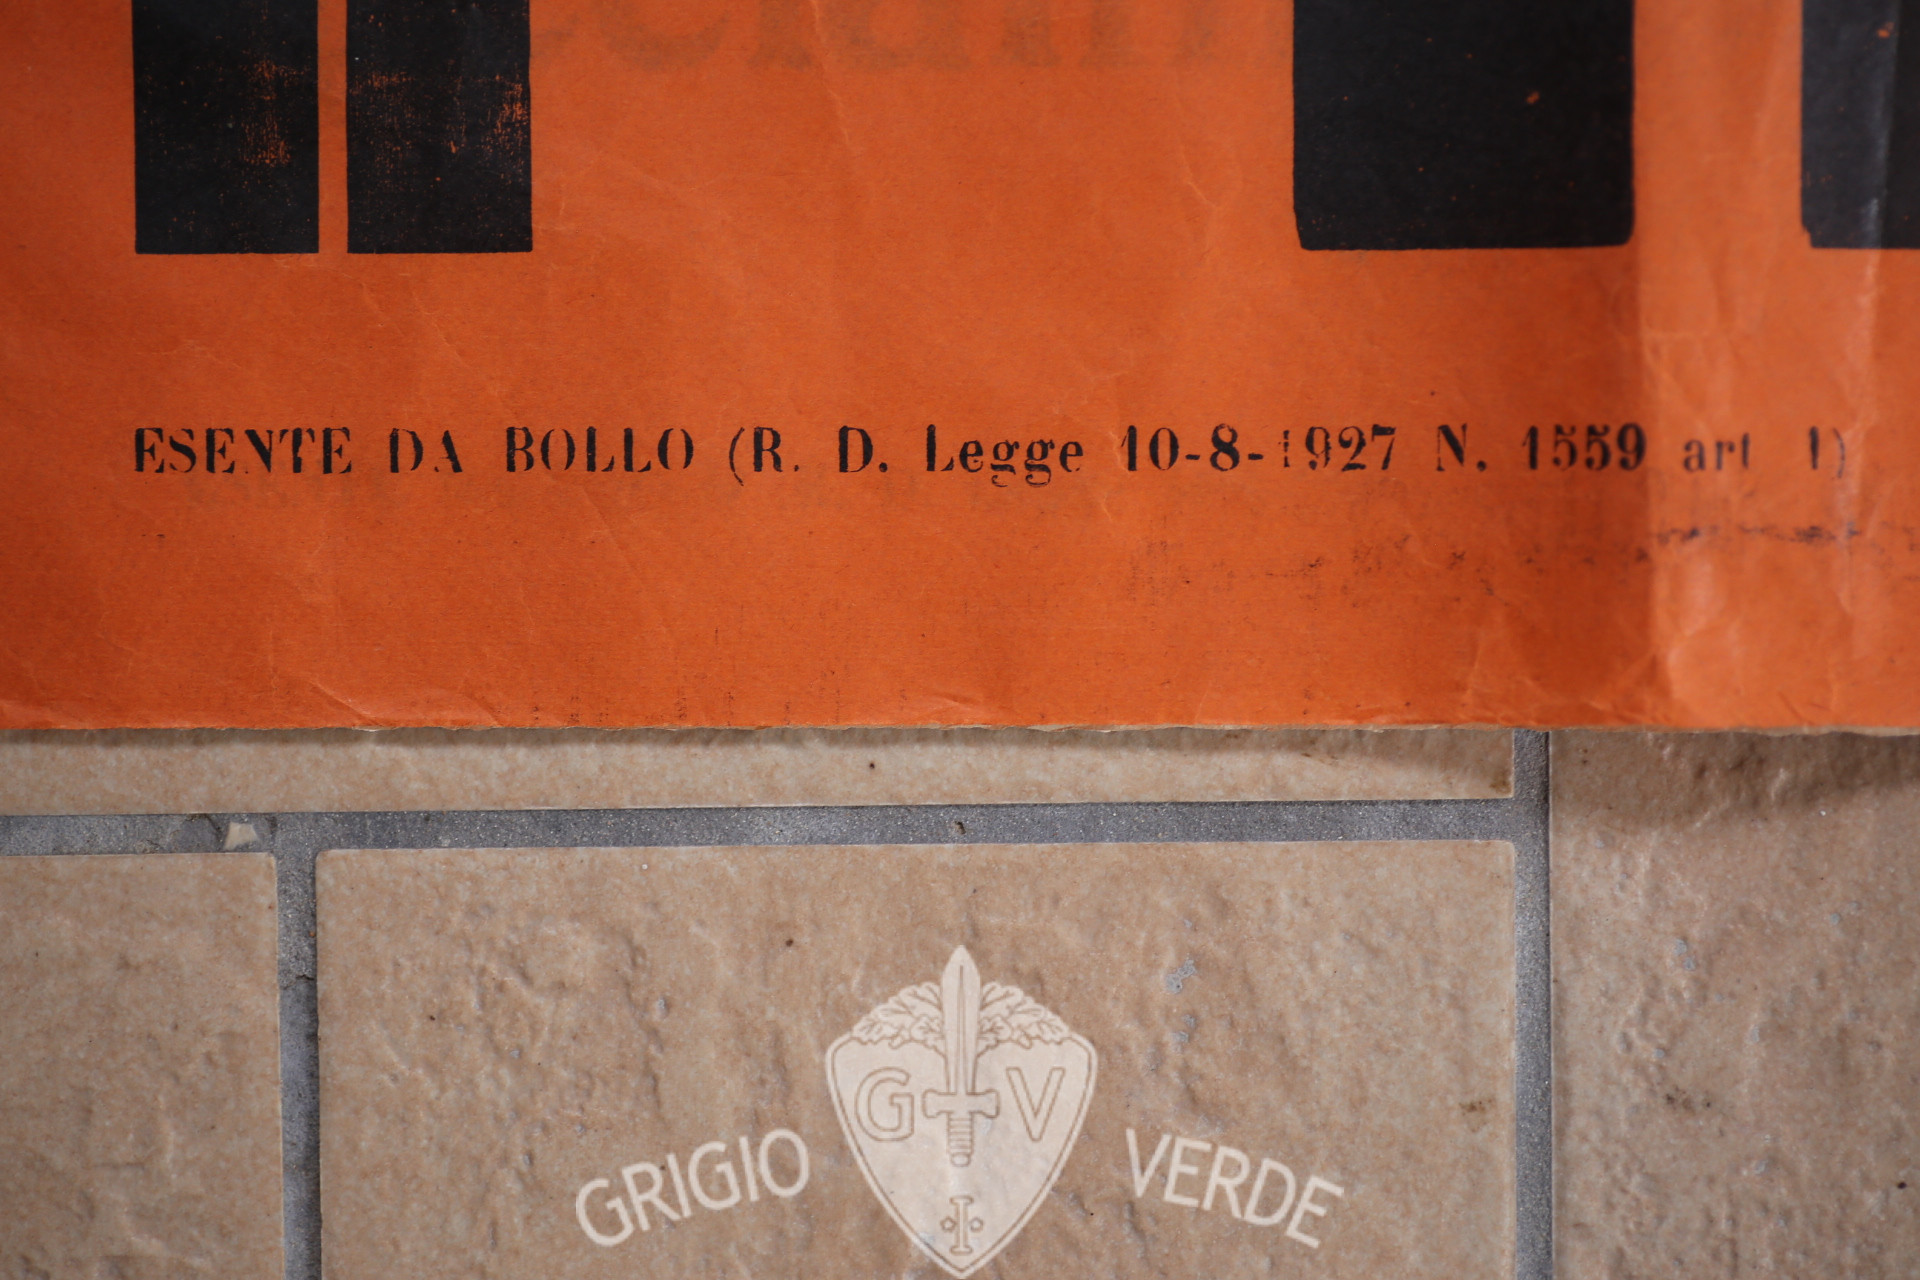 ESENTE DA BOLLO (R. D. Legge 10-8-1927 N. 1559 art 1)
G V
GRIGIO VERDE